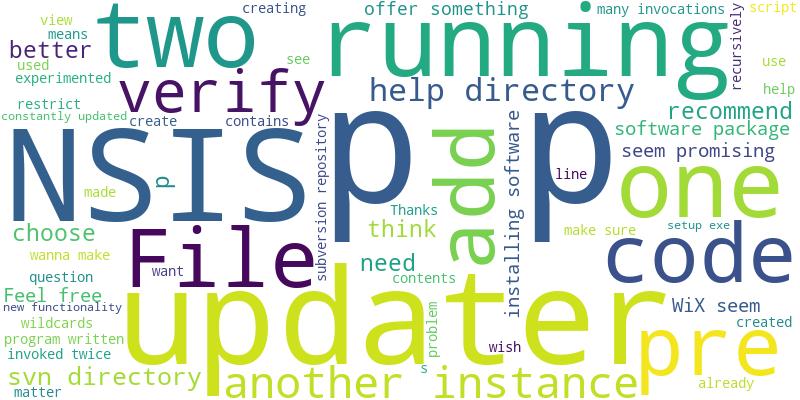 view
means
two
creating
offer something
many invocations
script
running
recursively
better
used
experimented
verify
see
help directory
use
help
restrict
constantly updated
create
contains
recommend
software package
NSIS
p
p
p
add
line
seem promising
one
made
subversion repository
installing software
choose
File
want
Thanks
think
make sure
setup exe
code
wanna make
question
need
contents
Feel free
updater
WiX seem
new functionality
wildcards
program written
invoked twice
problem
wish
pre
created
svn directory
another instance
s
already
matter